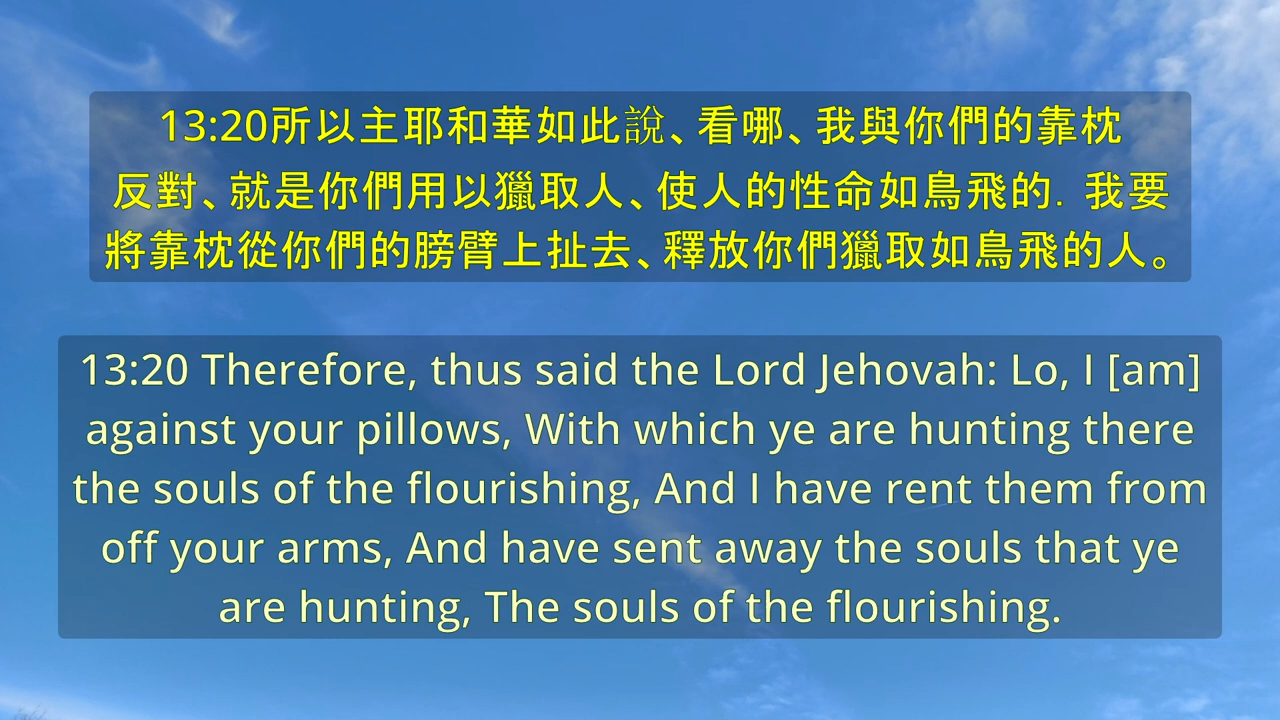 13:20所以主耶和華如此說、看哪、我與你們的靠枕
反對、就是你們用以獵取人、使人的性命如鳥飛的．我要
將靠枕從你們的膀臂上扯去、釋放你們獵取如鳥飛的人。
13:20 Therefore, thus said the Lord Jehovah: Lo, I [am]
against your pillows, With which ye are hunting there
the souls of the flourishing, And I have rent them from
off your arms, And have sent away the souls that ye
are hunting, The souls of the flourishing.